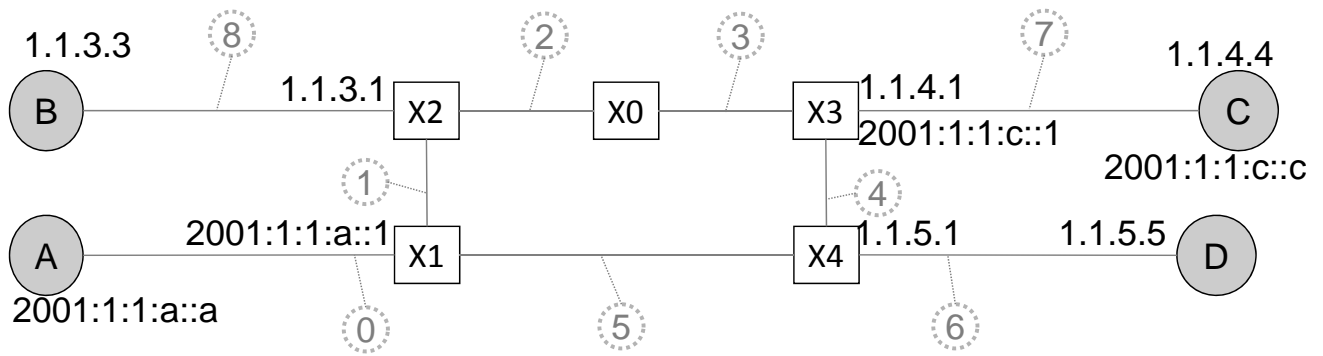 1.1.3.3
8
2
3
7
1.1.4.4
B
1.1.3.1
X2
X0
X3
1.1.4.1
C
2001:1:1:c::1
2001:1:1:c::c
1
4
A
2001:1:1:a::1
X1
X4
1.1.5.1
1.1.5.5
D
2001:1:1:a::a
0
5
6